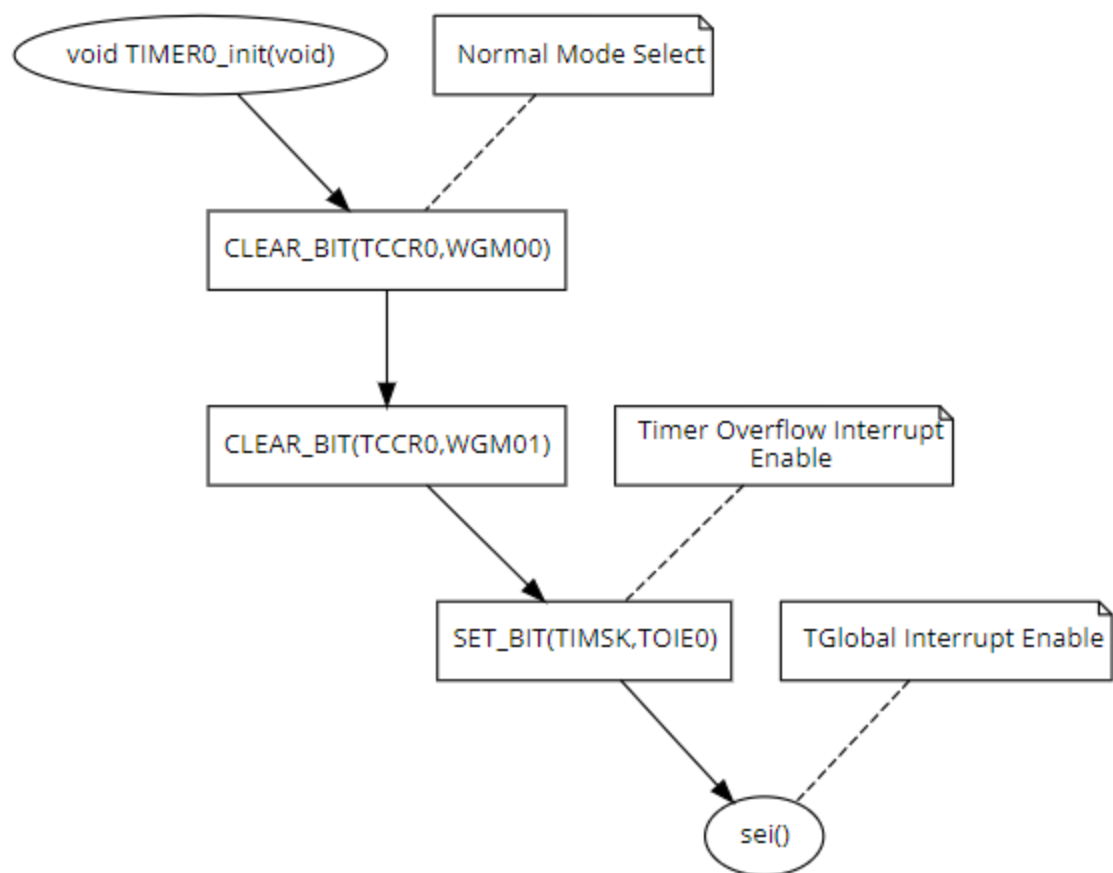 void TIMER0_init(void)
Normal Mode Select
CLEAR_BIT(TCCR0,WGM00)
CLEAR_BIT(TCCR0,WGM01)
Timer Overflow Interrupt
Enable
SET_BIT(TIMSK,TOIE0)
TGlobal Interrupt Enable
sei()